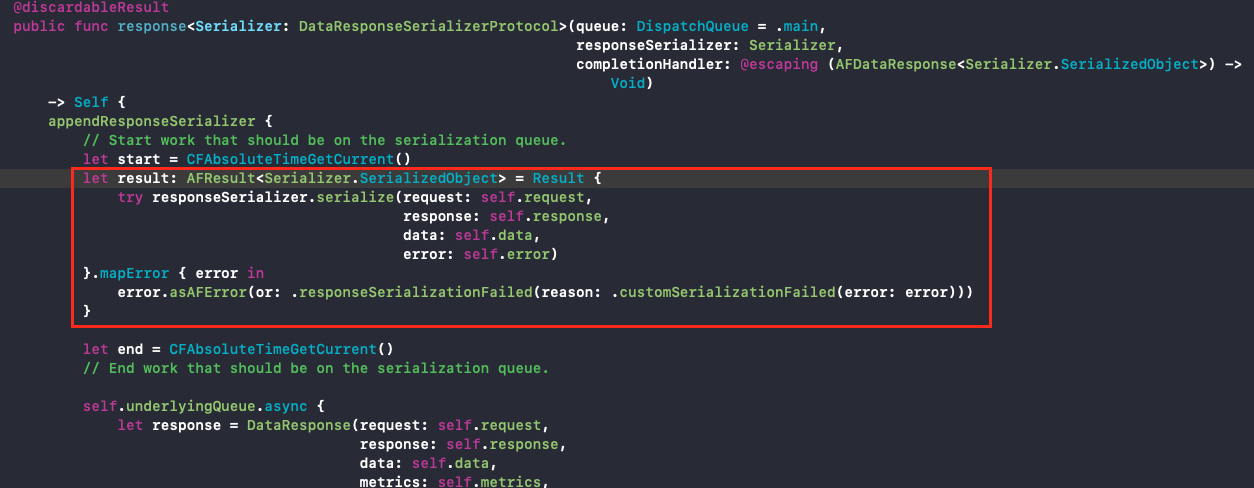 @discardableResult
public func response<Serializer: DataResponseSerializerProtocol>(queue: DispatchQueue = .main,
responseSerializer: Serializer,
completionHandler: @escaping (AFDataResponse<Serializer.SerializedObject>) ->
Void)
-> Self {
appendResponseSerializer {
// Start work that should be on the serialization queue.
let start = CFAbsoluteTimeGetCurrent()
let result: AFResult<Serializer.SerializedObject> = Result {
try responseSerializer.serialize(request: self.request,
response: self.response,
data: self.data,
error: self.error)
}.mapError { error in
error.asAFError(or: .responseSerializationFailed(reason: .customSerializationFailed(error: error)))
}
let end = CFAbsoluteTimeGetCurrent()
// End work that should be on the serialization queue.
self.underlyingQueue.async {
let response = DataResponse(request: self.request,
response: self.response,
data: self.data,
metrics: self.metrics,